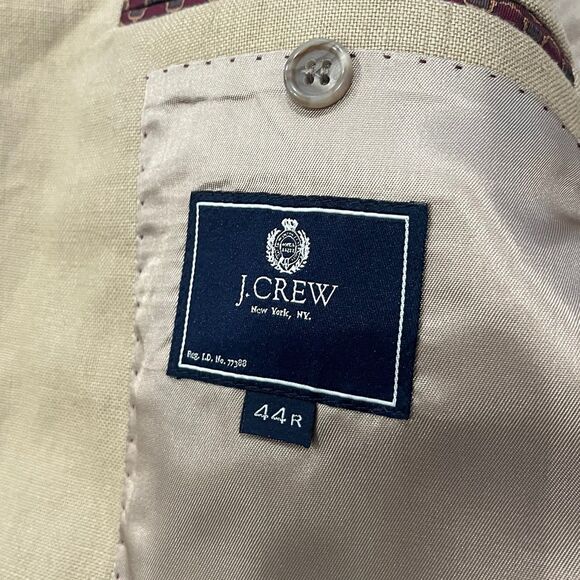 J.CREW
New York, NY.
Reg. I.D. No. 77388
44R